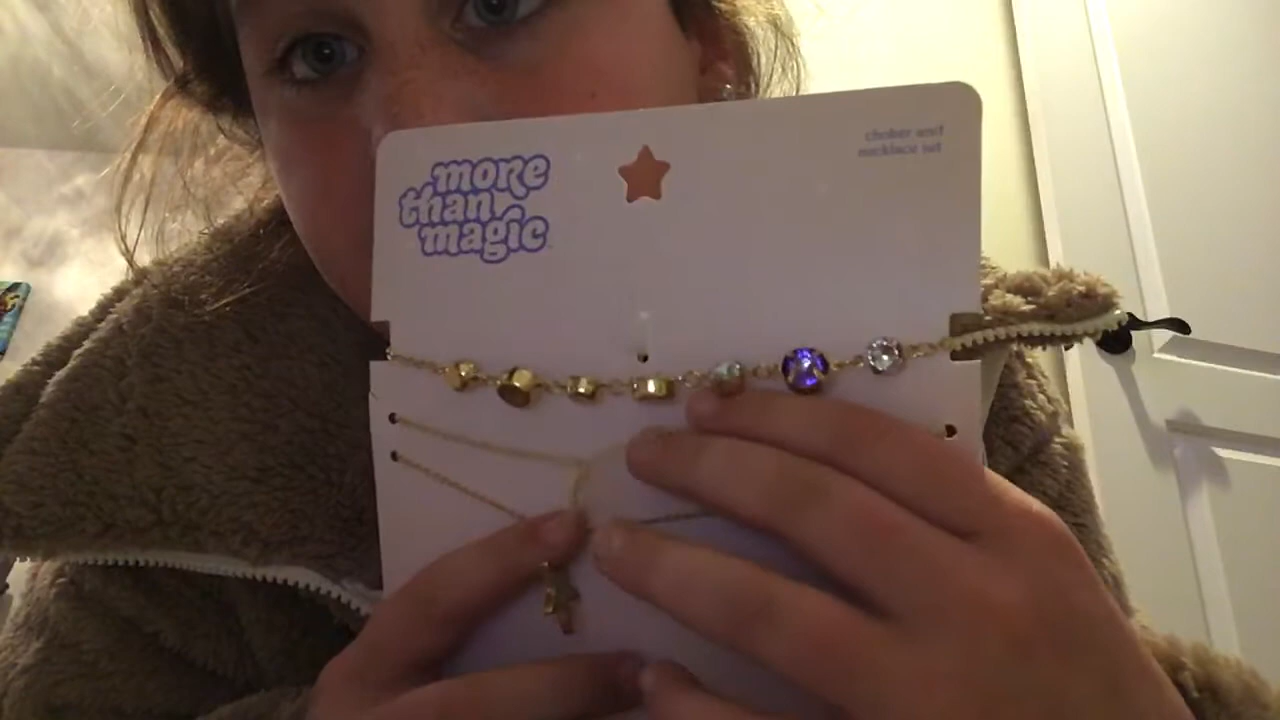 more
than
magic
choker and
necklace set